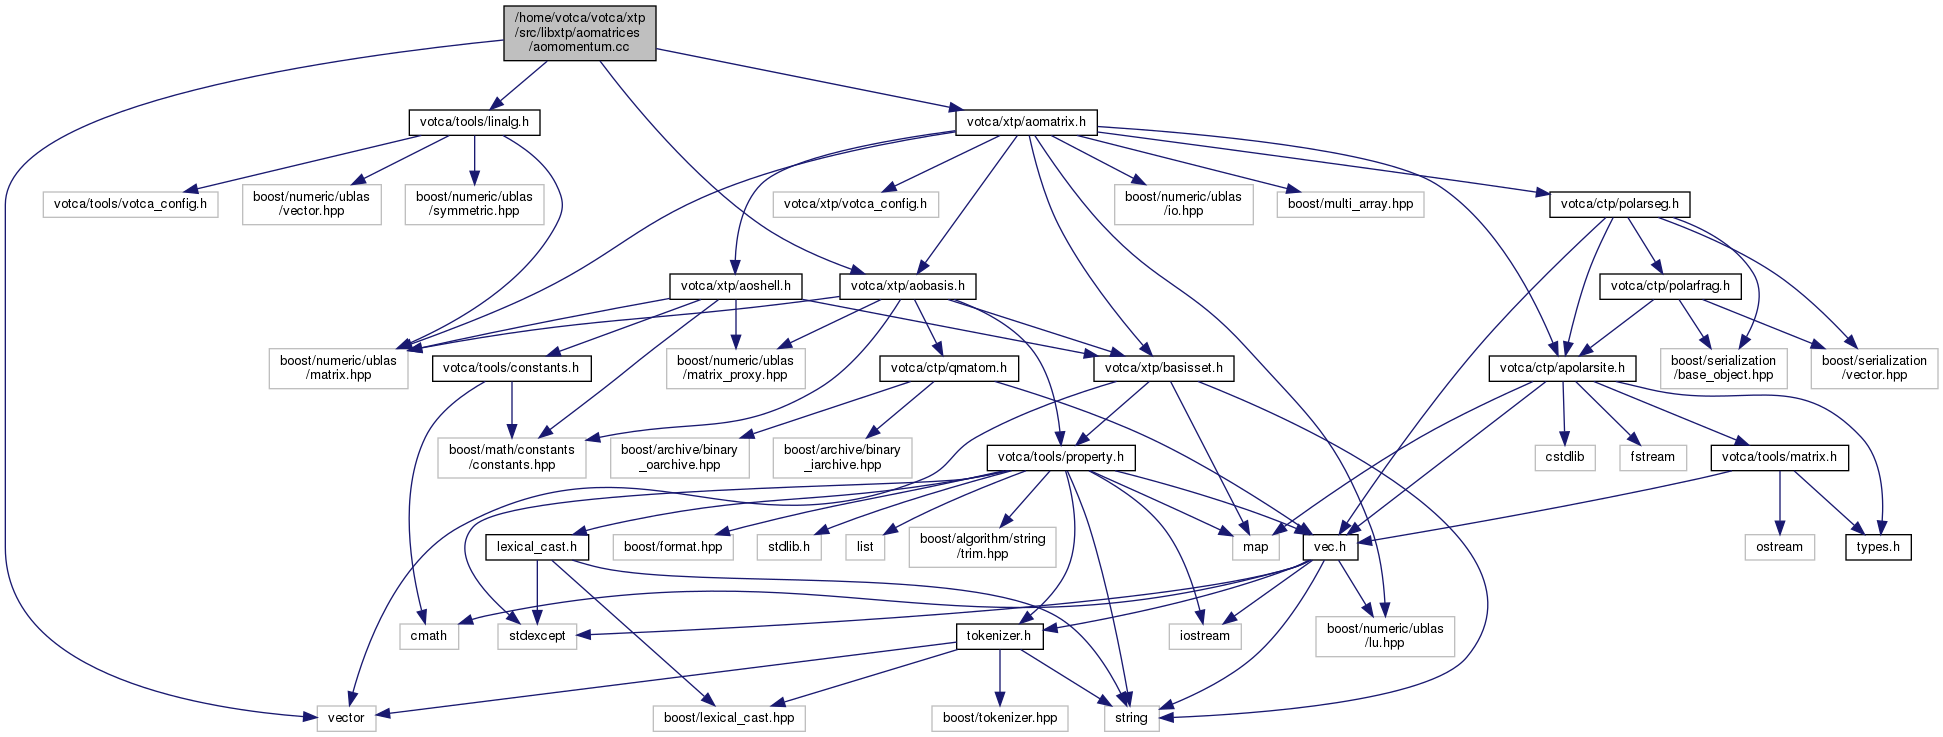 /home/votca/votca/xtp
/src/libxtp/aomatrices
/aomomentum.cc
votca/tools/linalg.h
votca/xtp/aomatrix.h
votca/tools/votca_config.h
boost/numeric/ublas
/vector.hpp
boost/numeric/ublas
/symmetric.hpp
votca/xtp/votca_config.h
boost/numeric/ublas
/io.hpp
boost/multi_array.hpp
votca/ctp/polarseg.h
votca/xtp/aoshell.h
votca/xtp/aobasis.h
votca/ctp/polarfrag.h
boost/numeric/ublas
/matrix.hpp
votca/tools/constants.h
boost/numeric/ublas
/matrix_proxy.hpp
votca/ctp/qmatom.h
votca/xtp/basisset.h
votca/ctp/apolarsite.h
boost/serialization
/base_object.hpp
boost/serialization
/vector.hpp
boost/math/constants
/constants.hpp
boost/archive/binary
_oarchive.hpp
boost/archive/binary
_iarchive.hpp
votca/tools/property.h
cstdlib
fstream
votca/tools/matrix.h
lexical_cast.h
boost/format.hpp
stdlib.h
list
boost/algorithm/string
/trim.hpp
map
vec.h
ostream
types.h
cmath
stdexcept
tokenizer.h
iostream
boost/numeric/ublas
/lu.hpp
vector
boost/lexical_cast.hpp
boost/tokenizer.hpp
string